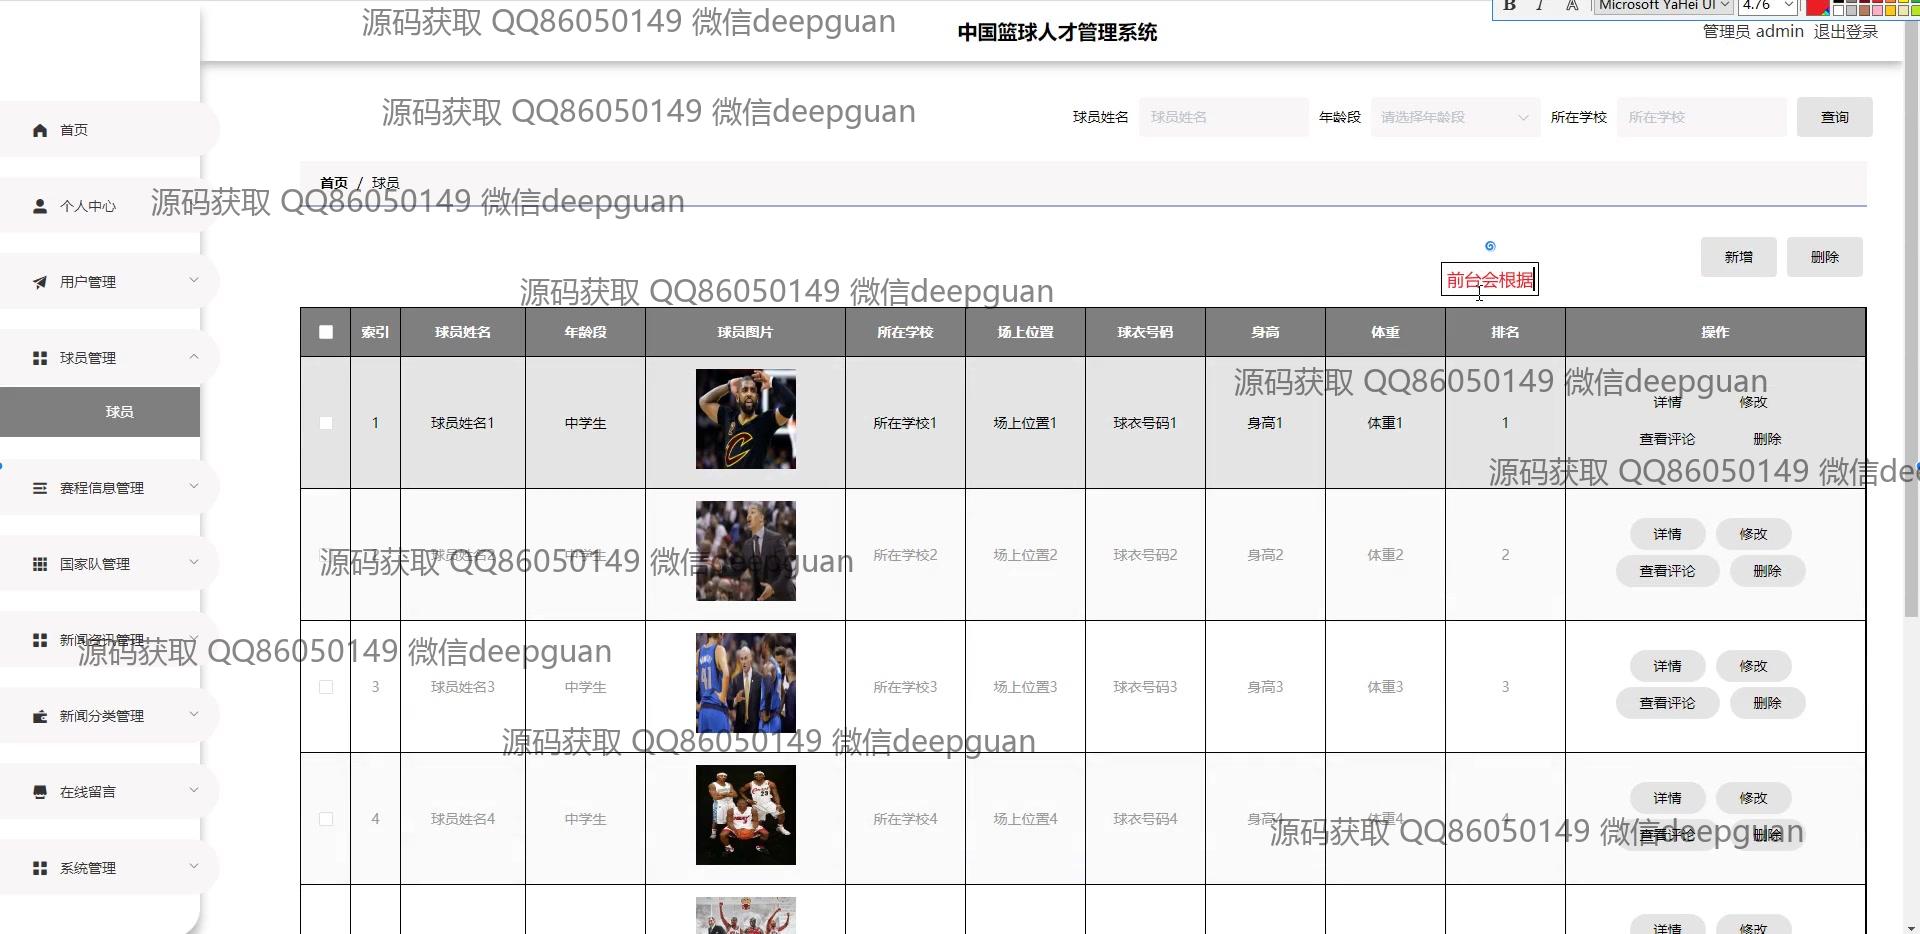 B I A Microsoft YaHei UI 4.76
源码获取 QQ86050149 微信deepguan
中国篮球人才管理系统
管理员 admin 退出登录
源码获取 QQ86050149 微信deepguan
球员姓名 球员姓名 年龄段 请选择年龄段 所在学校 所在学校 查询
首页
首页 / 球员
个人中心
源码获取 QQ86050149 微信deepguan
新增 删除
前台会根据
用户管理
源码获取 QQ86050149 微信deepguan
索引 球员姓名 年龄段 球员图片 所在学校 场上位置 球衣号码 身高 体重 排名 操作
球员管理
源码获取 QQ86050149 微信deepguan
详情 修改
球员
1 球员姓名1 中学生 所在学校1 场上位置1 球衣号码1 身高1 体重1 1
查看评论 删除
源码获取 QQ86050149 微信dee
赛程信息管理
详情 修改
2 球员姓名2 中学生 所在学校2 场上位置2 球衣号码2 身高2 体重2 2
源码获取 QQ86050149 微信deepguan
国家队管理
查看评论 删除
新闻资讯管理
源码获取 QQ86050149 微信deepguan
详情 修改
3 球员姓名3 中学生 所在学校3 场上位置3 球衣号码3 身高3 体重3 3
查看评论 删除
新闻分类管理
源码获取 QQ86050149 微信deepguan
在线留言
详情 修改
4 球员姓名4 中学生 所在学校4 场上位置4 球衣号码4 身高4 体重4 4
源码获取 QQ86050149 微信deepguan
查看评论 删除
系统管理
详情 修改